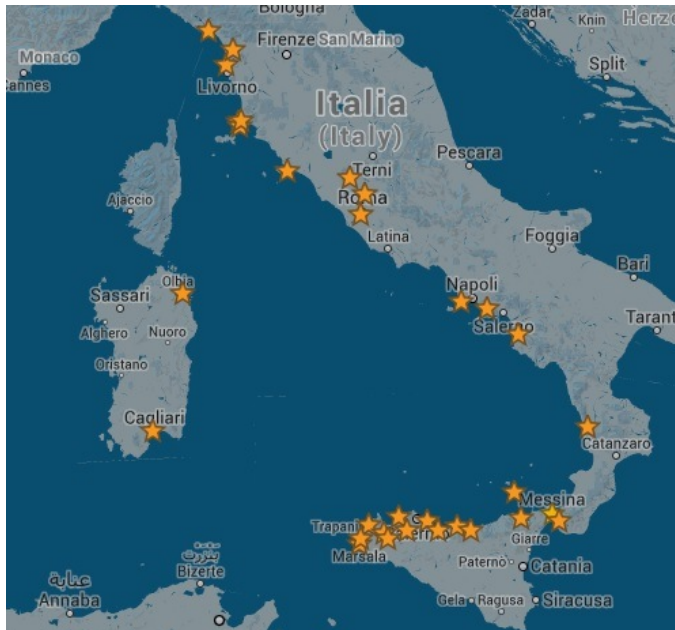 Bologna
Zadar
Knin
Herze
Monaco
Firenze San Marino
Cannes
Split
Livorno
Italia
(Italy)
Pescara
Terni
Ajaccio
Roma
Latina
Foggia
Olbia
Bari
Sassari
Napoli
Alghero
Nuoro
Salerno
Tarant
Oristano
Cagliari
Catanzaro
Messina
Trapani
Giarre
Marsala
بنزرت
Bizerte
Paternò
Catania
عنابة
Annaba
Gela
Ragusa
Siracusa